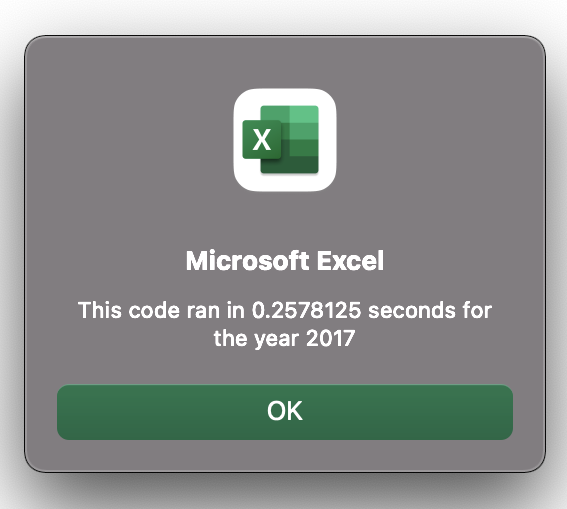 X
Microsoft Excel
This code ran in 0.2578125 seconds for
the year 2017
OK